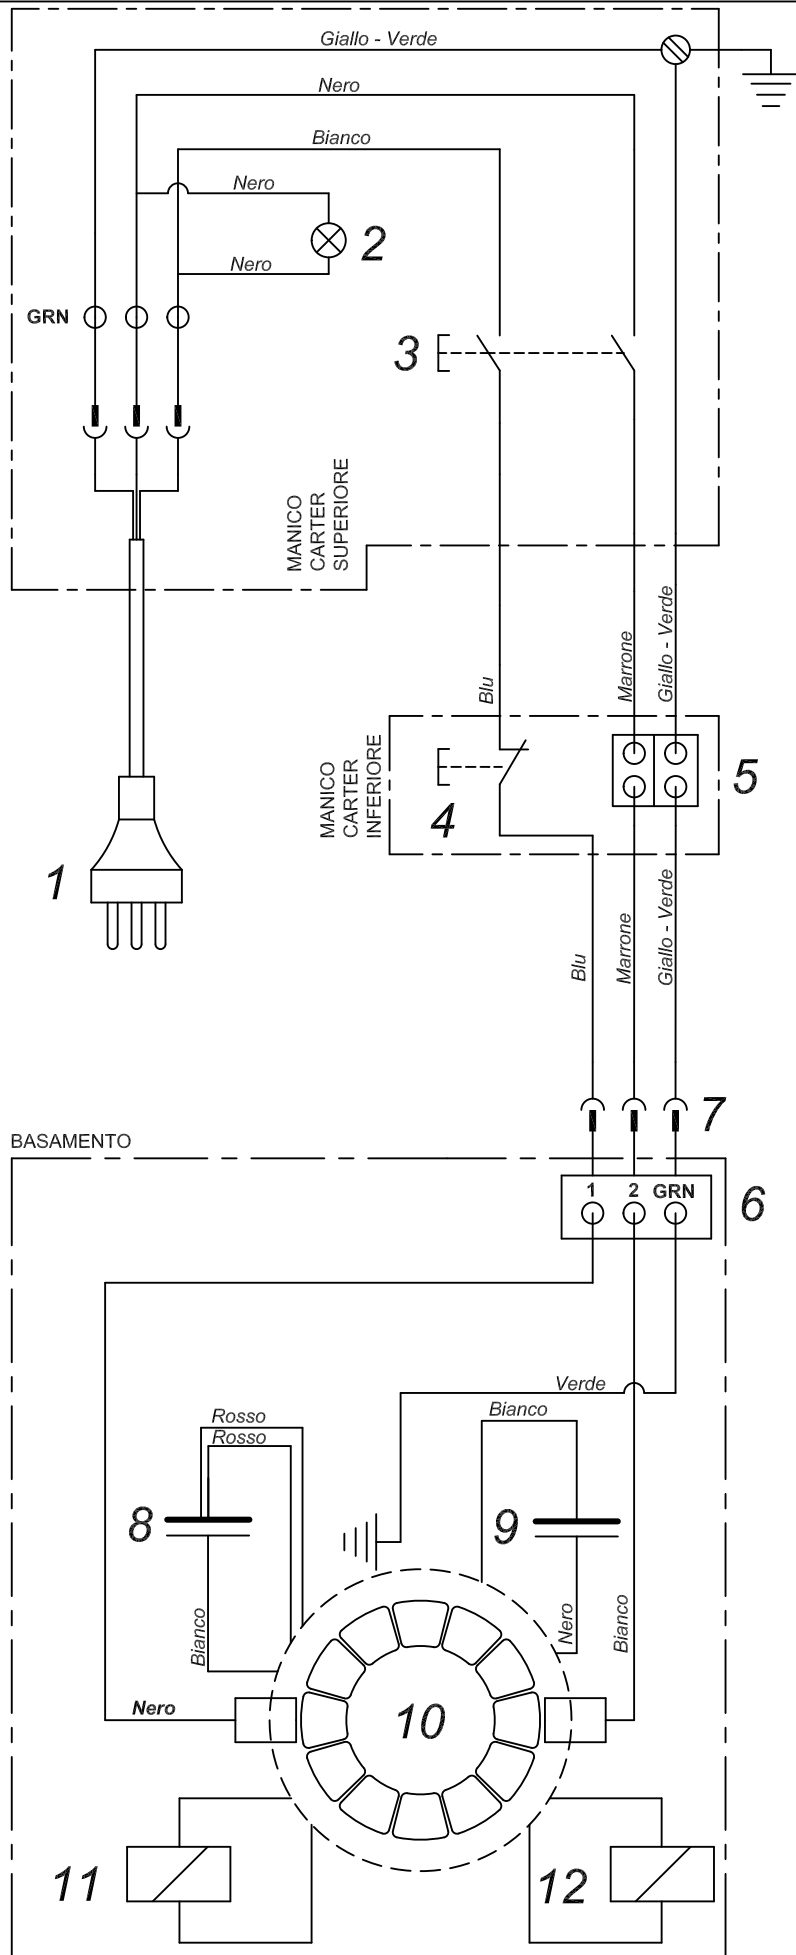 Giallo - Verde
Nero
Bianco
Nero
2
Nero
GRN
3
MANICO
CARTER
SUPERIORE
Blu
Marrone
Giallo - Verde
MANICO
CARTER
INFERIORE
4
5
1
Blu
Marrone
Giallo - Verde
7
BASAMENTO
1 2 GRN
6
Verde
Bianco
Rosso
Rosso
8
9
Bianco
Nero
Bianco
Nero
10
11
12